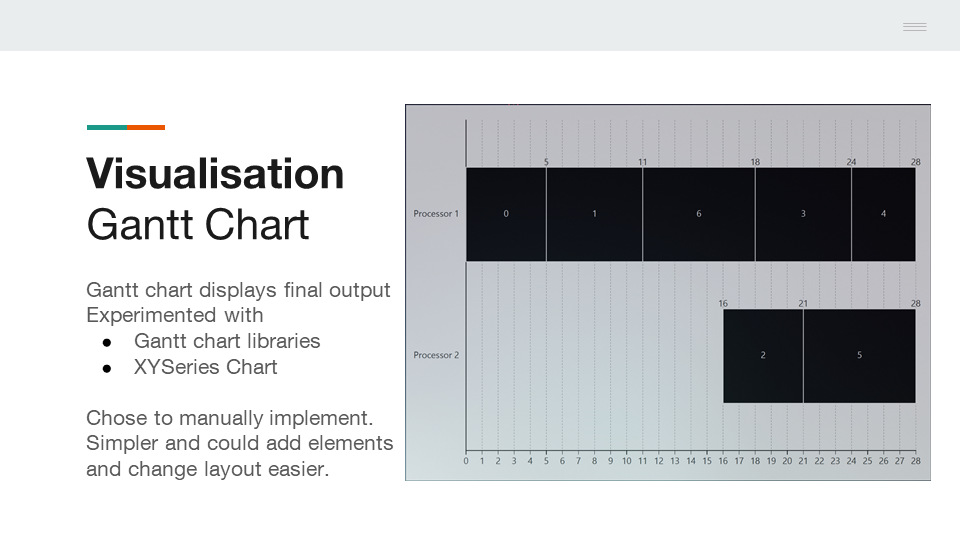 Visualisation
Gantt Chart
Gantt chart displays final output
Experimented with
● Gantt chart libraries
● XYSeries Chart
Chose to manually implement.
Simpler and could add elements
and change layout easier.
5 11 18 24 28
Processor 1 0 1 6 3 4
16 21 28
Processor 2 2 5
0 1 2 3 4 5 6 7 8 9 10 11 12 13 14 15 16 17 18 19 20 21 22 23 24 25 26 27 28